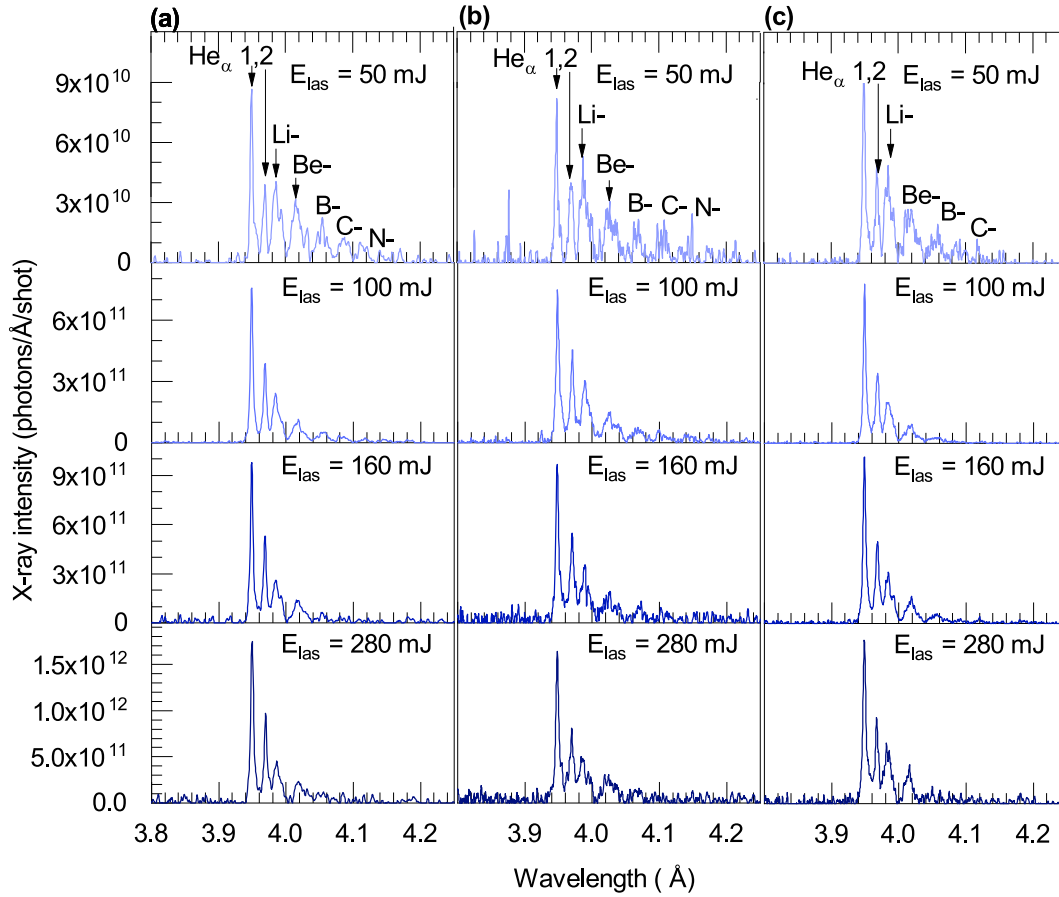 (a) (b) (c)
Heα 1,2
Elas = 50 mJ
Li-
Be-
B-
C-
N-
Heα 1,2
Elas = 50 mJ
Li-
Be-
B-
C-
N-
Heα 1,2
Elas = 50 mJ
Li-
Be-
B-
C-
9x10^10
6x10^10
3x10^10
0
Elas = 100 mJ
Elas = 100 mJ
Elas = 100 mJ
6x10^11
3x10^11
0
Elas = 160 mJ
Elas = 160 mJ
Elas = 160 mJ
9x10^11
6x10^11
3x10^11
0
Elas = 280 mJ
Elas = 280 mJ
Elas = 280 mJ
1.5x10^12
1.0x10^12
5.0x10^11
0.0
X-ray intensity (photons/Å/shot)
3.8 3.9 4.0 4.1 4.2 3.9 4.0 4.1 4.2 3.9 4.0 4.1 4.2
Wavelength ( Å)